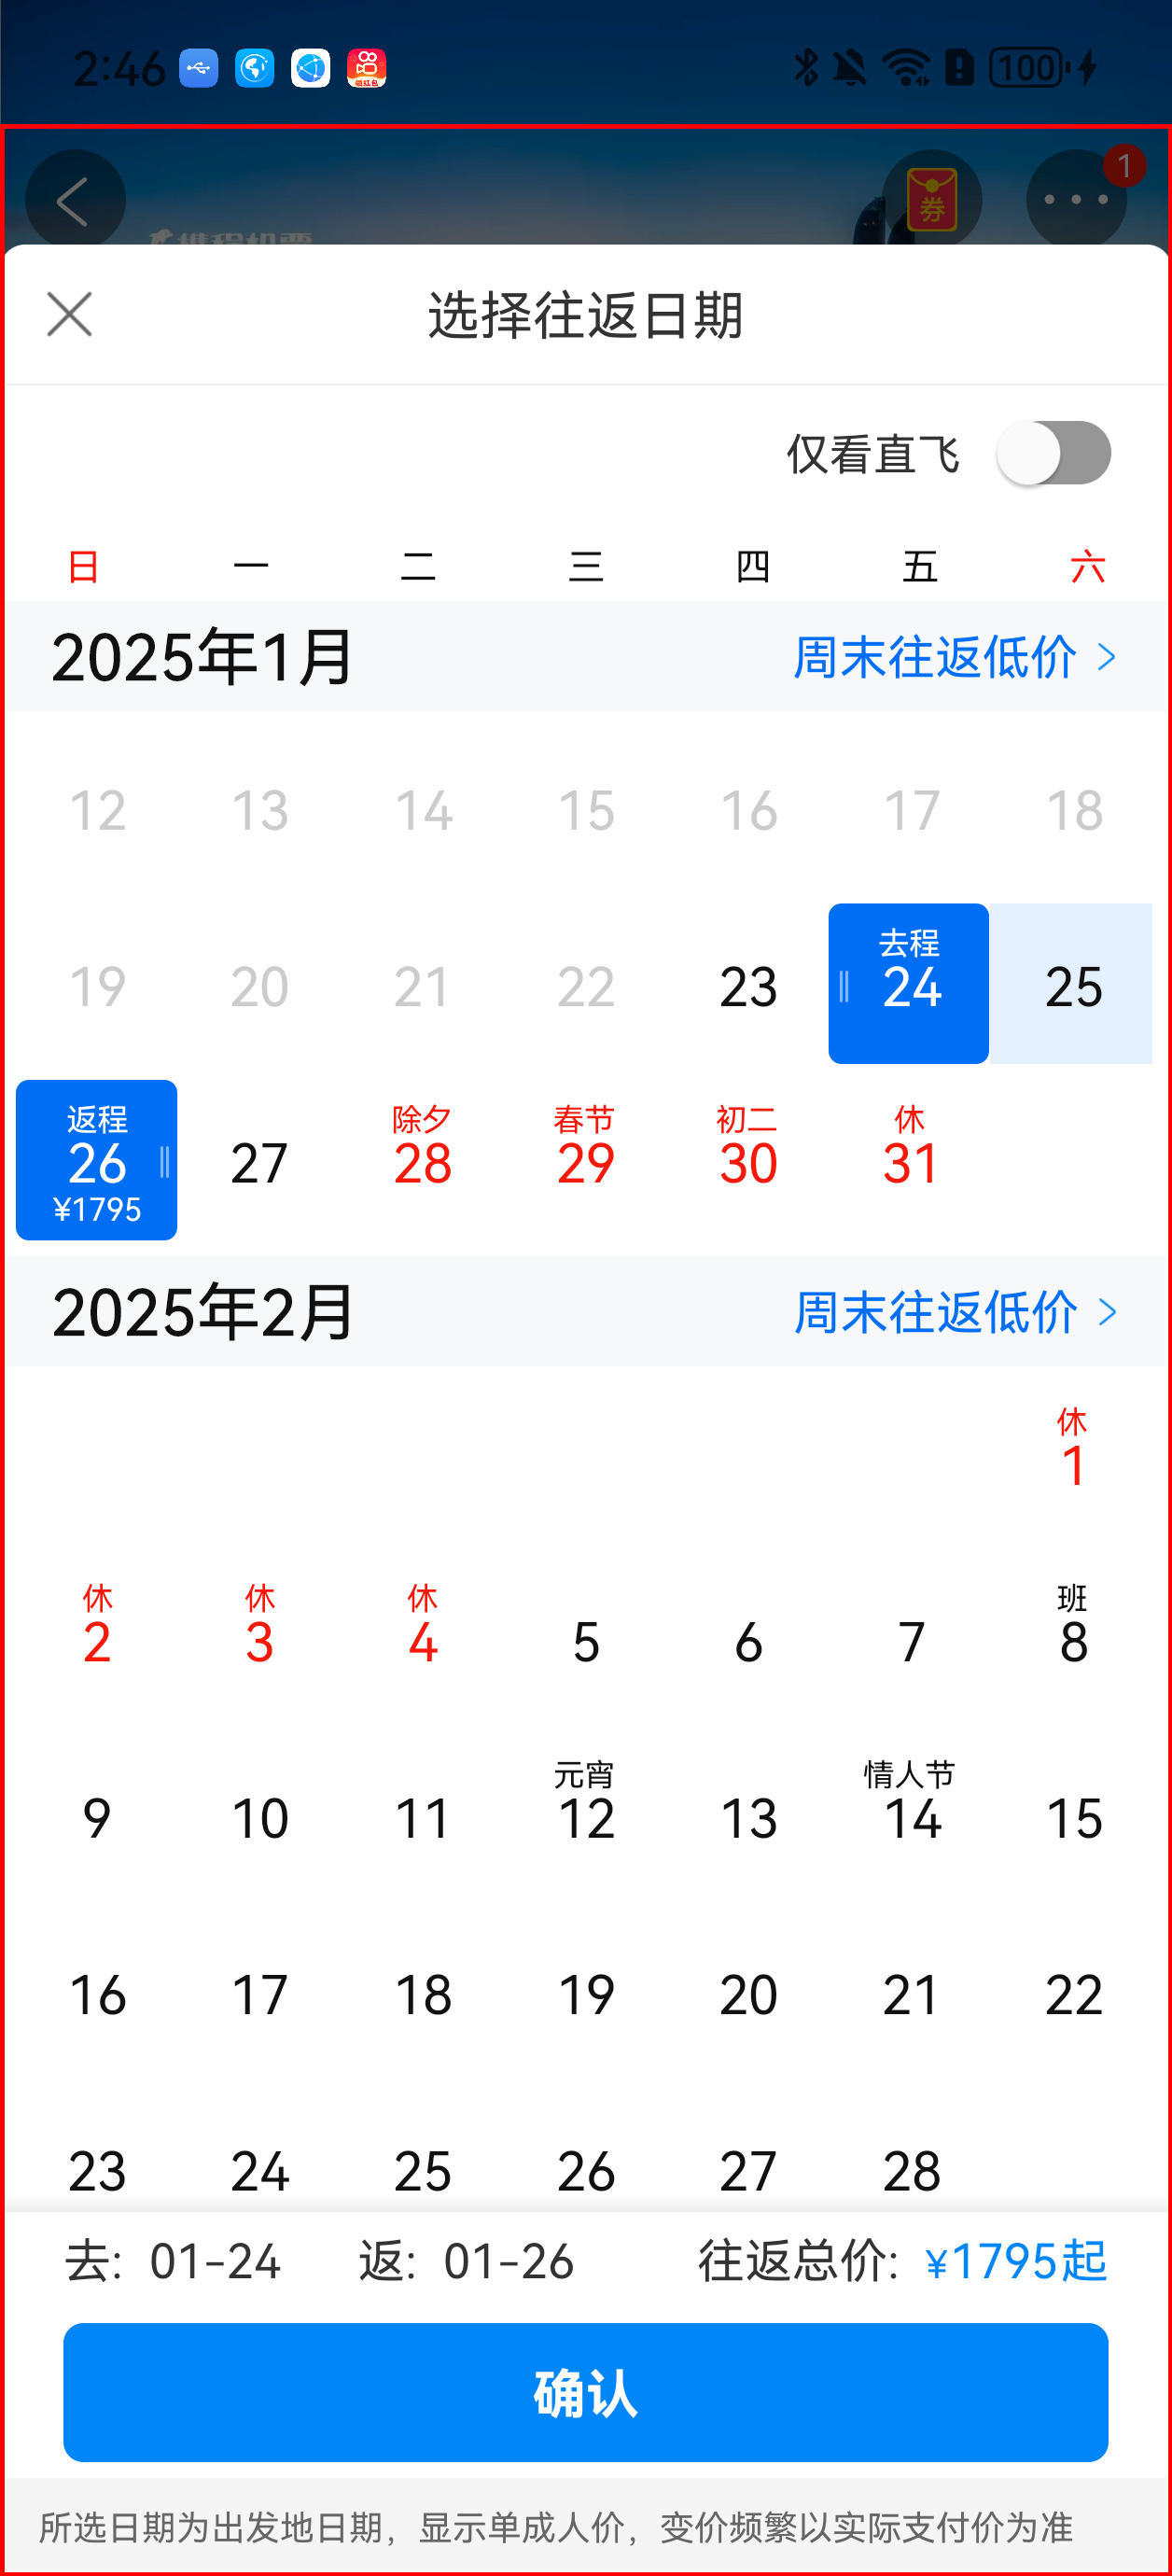 2:46 领红包 100
券 1
携程机票
选择往返日期
仅看直飞
日 一 二 三 四 五 六
2025年1月 周末往返低价 >
12 13 14 15 16 17 18
去程
19 20 21 22 23 24 25
返程 除夕 春节 初二 休
26 27 28 29 30 31
¥1795
2025年2月 周末往返低价 >
休
1
休 休 休 班
2 3 4 5 6 7 8
元宵 情人节
9 10 11 12 13 14 15
16 17 18 19 20 21 22
23 24 25 26 27 28
去: 01-24 返: 01-26 往返总价: ¥1795起
确认
所选日期为出发地日期，显示单成人价，变价频繁以实际支付价为准